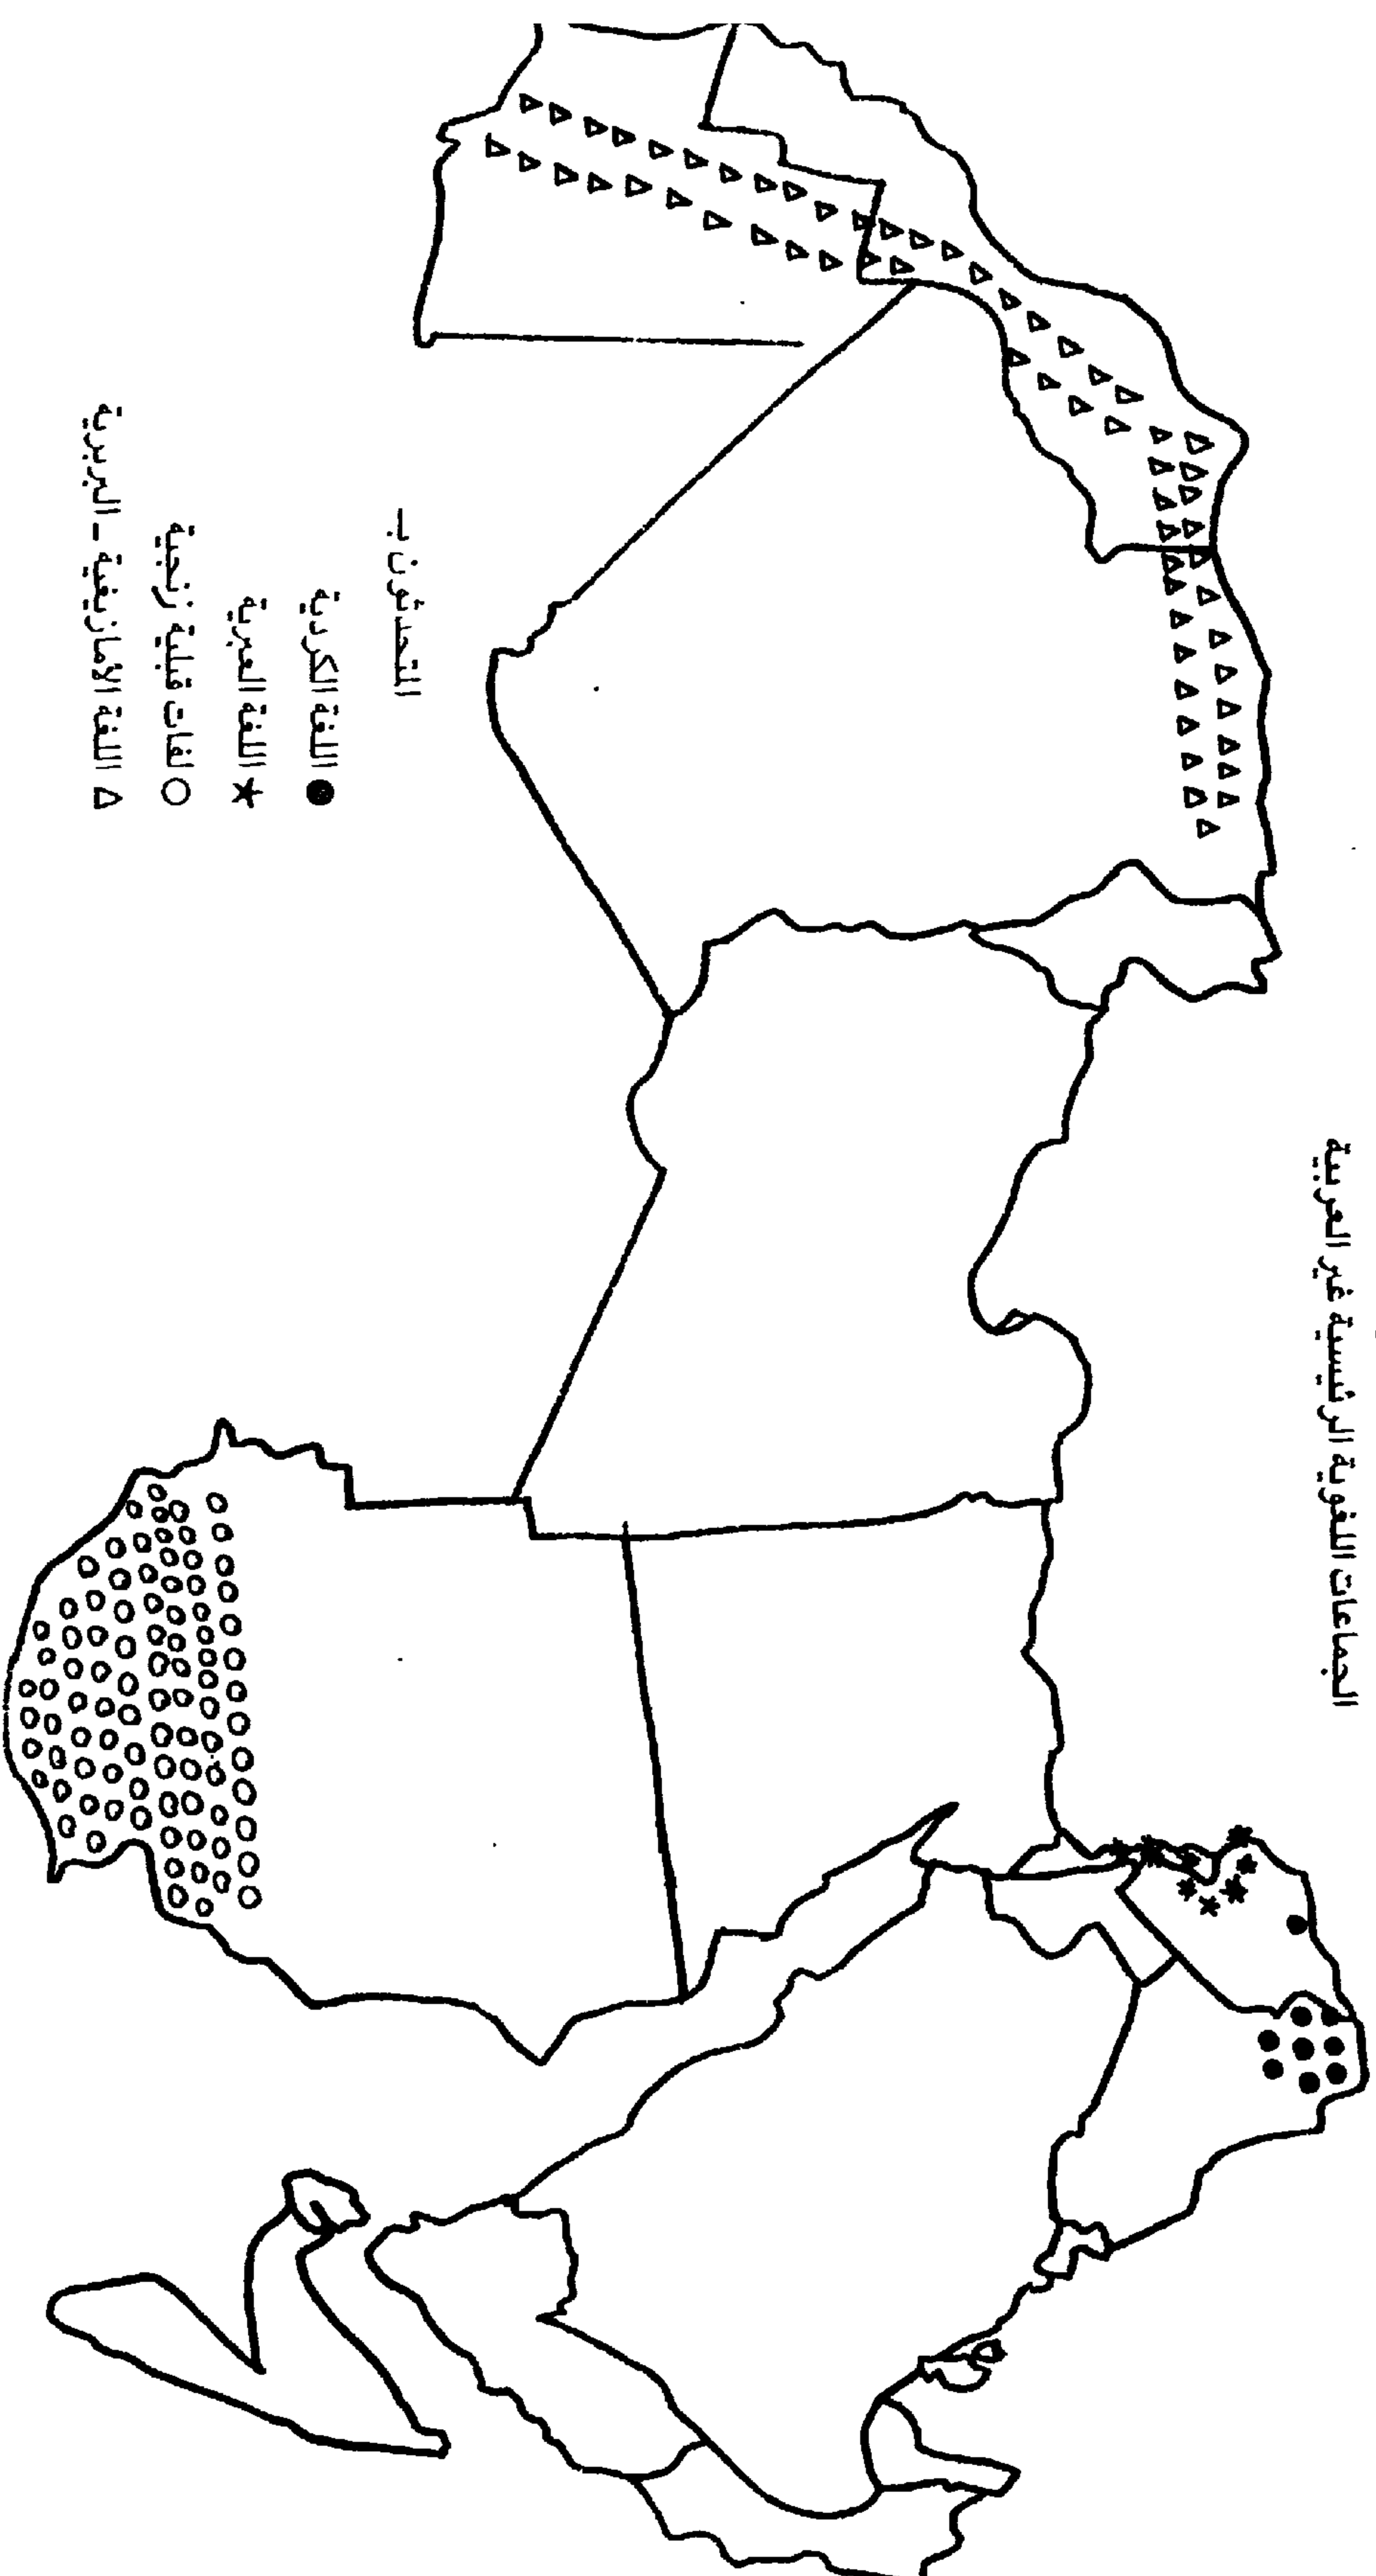 الجماعات اللغوية الرئيسية غير العربية
المتحدثون بـ
● اللغة الكردية
★ اللغة العبرية
○ لغات قبلية زنجية
△ اللغة الأمازيغية - البربرية